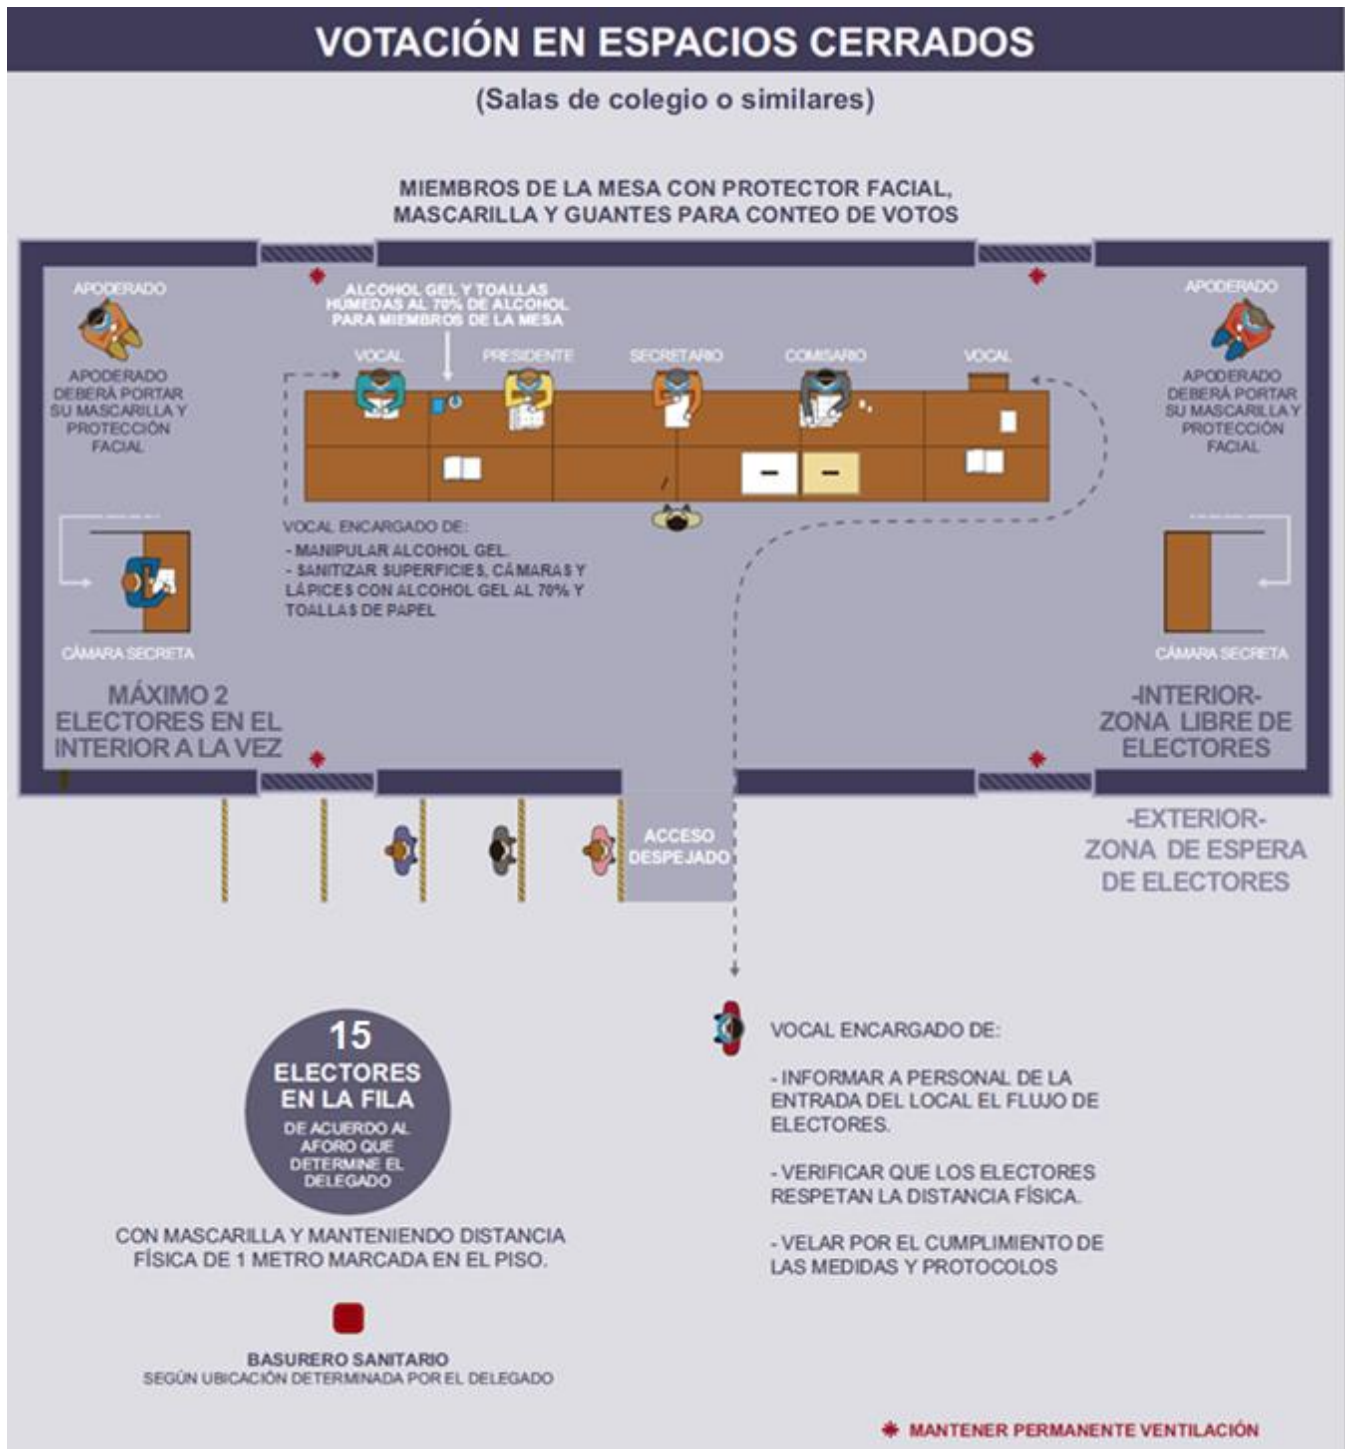 VOTACIÓN EN ESPACIOS CERRADOS
(Salas de colegio o similares)
MIEMBROS DE LA MESA CON PROTECTOR FACIAL,
MASCARILLA Y GUANTES PARA CONTEO DE VOTOS
APODERADO
APODERADO DEBERÁ PORTAR
SU MASCARILLA Y
PROTECCIÓN
FACIAL
ALCOHOL GEL Y TOALLAS
HÚMEDAS AL 70% DE ALCOHOL
PARA MIEMBROS DE LA MESA
VOCAL
PRESIDENTE
SECRETARIO
COMISARIO
VOCAL
APODERADO
APODERADO
DEBERÁ PORTAR
SU MASCARILLA Y
PROTECCIÓN
FACIAL
VOCAL ENCARGADO DE:
- MANIPULAR ALCOHOL GEL.
- SANITIZAR SUPERFICIES, CÁMARAS Y
LÁPICES CON ALCOHOL GEL AL 70% Y
TOALLAS DE PAPEL
CÁMARA SECRETA
CÁMARA SECRETA
MÁXIMO 2
ELECTORES EN EL
INTERIOR A LA VEZ
-INTERIOR-
ZONA LIBRE DE
ELECTORES
ACCESO
DESPEJADO
-EXTERIOR-
ZONA DE ESPERA
DE ELECTORES
15
ELECTORES
EN LA FILA
DE ACUERDO AL
AFORO QUE
DETERMINE EL
DELEGADO
CON MASCARILLA Y MANTENIENDO DISTANCIA
FÍSICA DE 1 METRO MARCADA EN EL PISO.
BASURERO SANITARIO
SEGÚN UBICACIÓN DETERMINADA POR EL DELEGADO
VOCAL ENCARGADO DE:
- INFORMAR A PERSONAL DE LA
ENTRADA DEL LOCAL EL FLUJO DE
ELECTORES.
- VERIFICAR QUE LOS ELECTORES
RESPETAN LA DISTANCIA FÍSICA.
- VELAR POR EL CUMPLIMIENTO DE
LAS MEDIDAS Y PROTOCOLOS
MANTENER PERMANENTE VENTILACIÓN